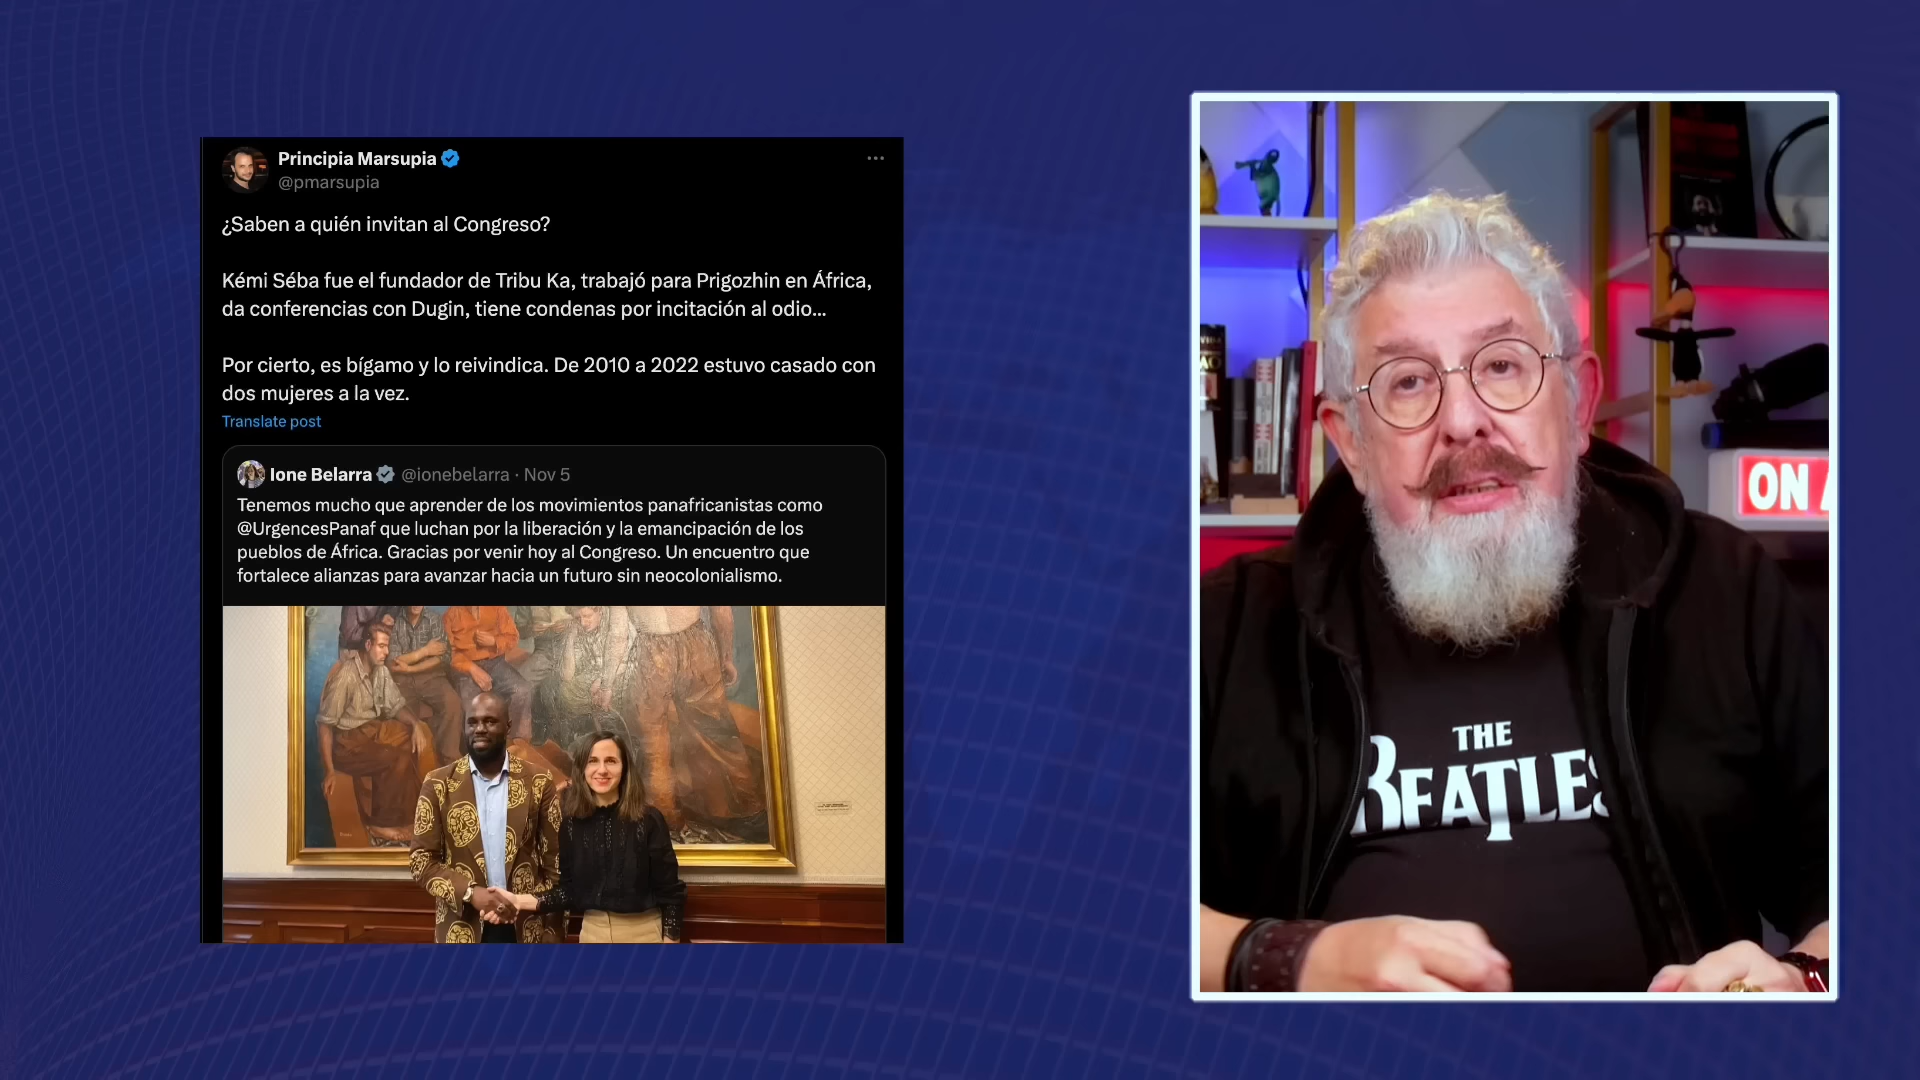 Principia Marsupia
@pmarsupia
¿Saben a quién invitan al Congreso?
Kémi Séba fue el fundador de Tribu Ka, trabajó para Prigozhin en África,
da conferencias con Dugin, tiene condenas por incitación al odio...
Por cierto, es bígamo y lo reivindica. De 2010 a 2022 estuvo casado con
dos mujeres a la vez.
Translate post
Ione Belarra @ionebelarra · Nov 5
Tenemos mucho que aprender de los movimientos panafricanistas como
@UrgencesPanaf que luchan por la liberación y la emancipación de los
pueblos de África. Gracias por venir hoy al Congreso. Un encuentro que
fortalece alianzas para avanzar hacia un futuro sin neocolonialismo.
ON A
THE
BEATLES